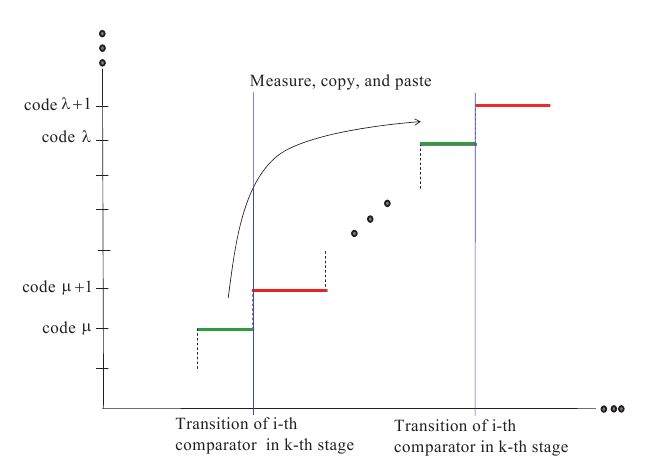 Measure, copy, and paste
code λ+1
code λ
code μ+1
code μ
Transition of i-th
comparator in k-th stage
Transition of i-th
comparator in k-th stage